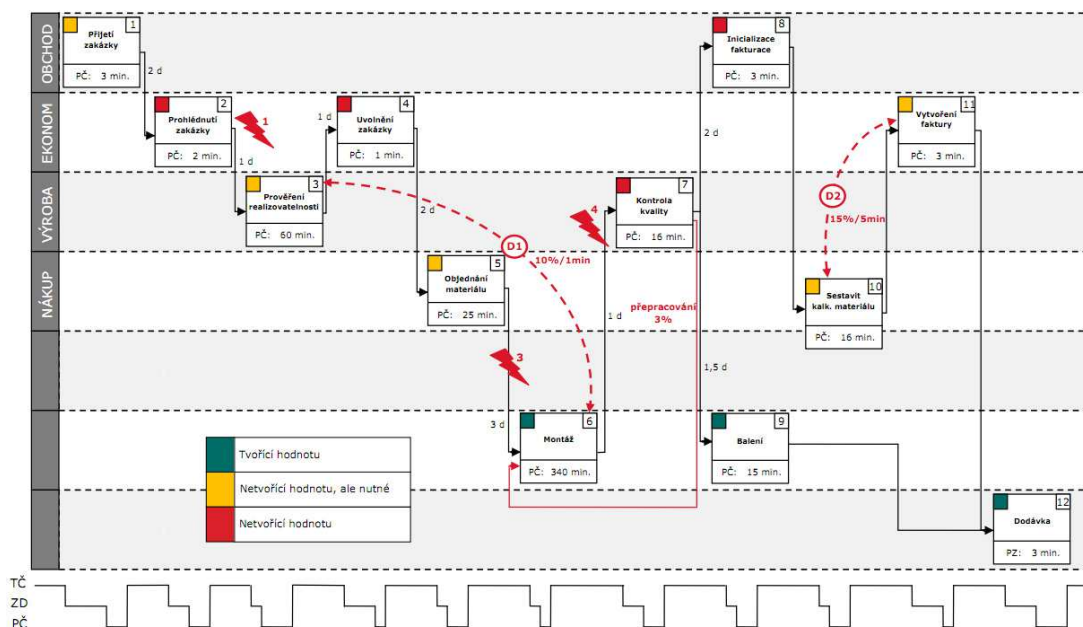 OBCHOD
EKONOM
VÝROBA
NÁKUP
1
Přijetí
zakázky
PČ: 3 min.
2 d
2
Prohlédnutí
zakázky
PČ: 2 min.
1
1 d
3
Prověření
realizovatelnosti
PČ: 60 min.
1 d
4
Uvolnění
zakázky
PČ: 1 min.
2 d
5
Objednání
materiálu
PČ: 25 min.
3
3 d
D1
10%/1min
6
Montáž
PČ: 340 min.
4
1 d
7
Kontrola
kvality
PČ: 16 min.
přepracování
3%
2 d
1,5 d
8
Inicializace
fakturace
PČ: 3 min.
9
Balení
PČ: 15 min.
10
Sestavit
kalk. materiálu
PČ: 16 min.
D2
15%/5min
11
Vytvoření
faktury
PČ: 3 min.
12
Dodávka
PZ: 3 min.
Tvořící hodnotu
Netvořící hodnotu, ale nutné
Netvořící hodnotu
TČ
ZD
PČ